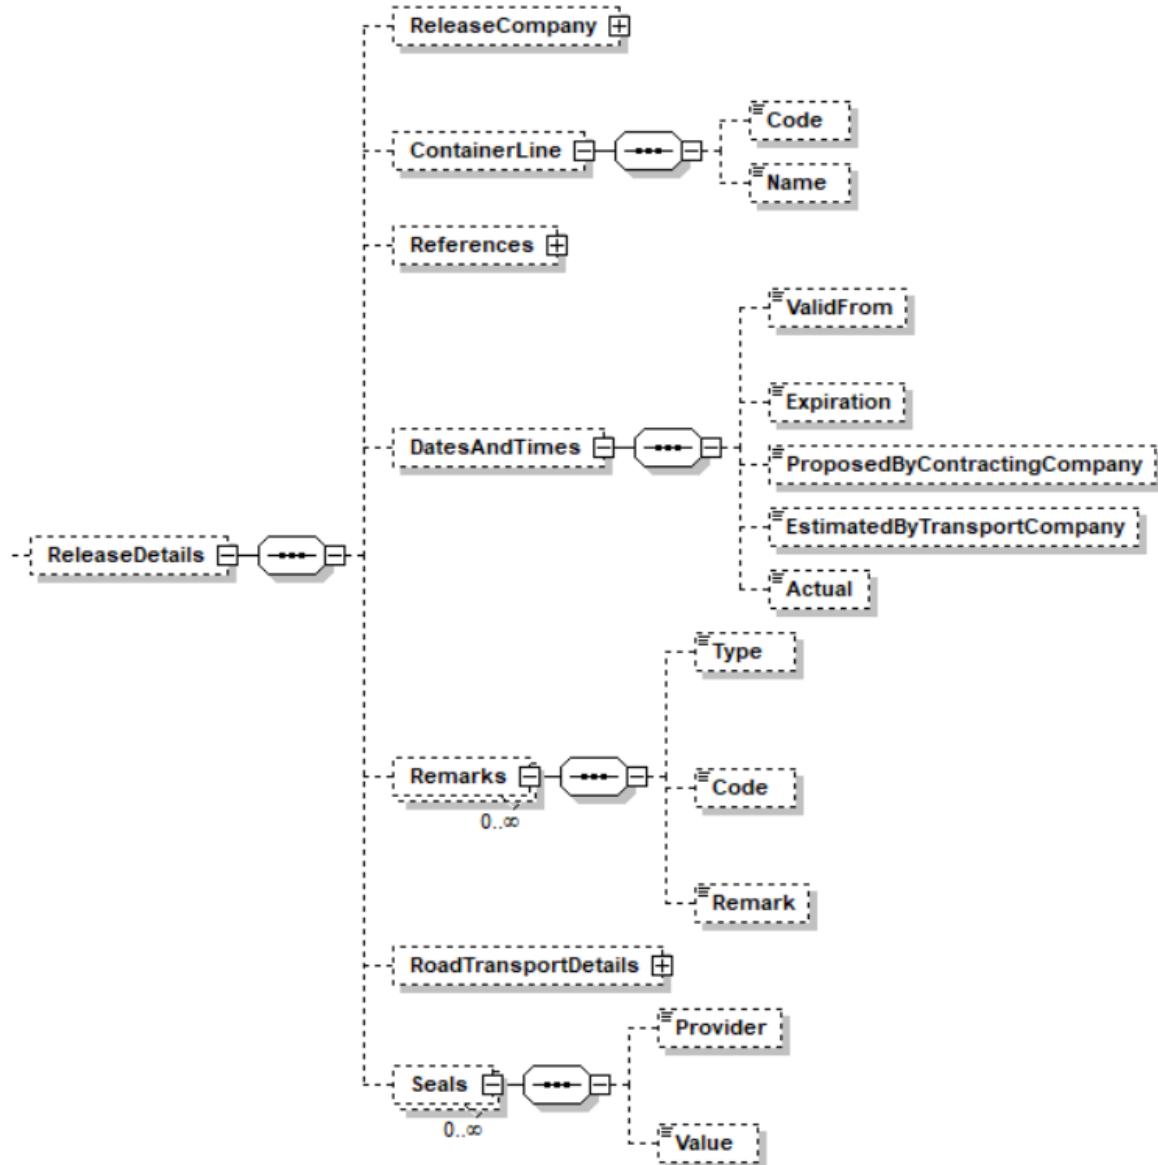 ReleaseCompany
Code
ContainerLine
Name
References
ValidFrom
Expiration
DatesAndTimes
ProposedByContractingCompany
EstimatedByTransportCompany
ReleaseDetails
Actual
Type
Remarks
0..∞
Code
Remark
RoadTransportDetails
Provider
Seals
0..∞
Value